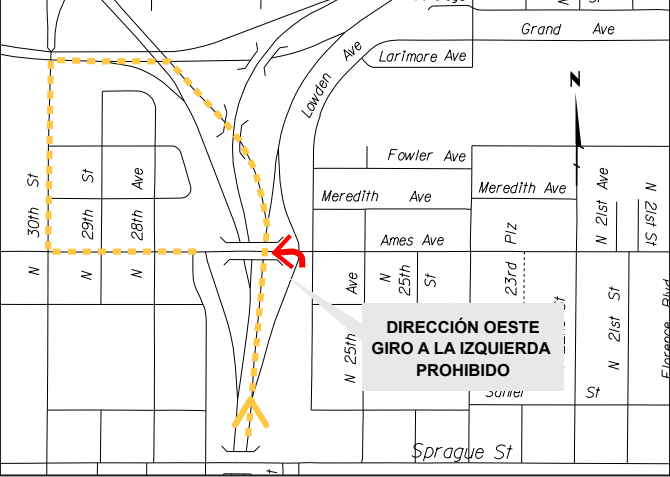 St
Grand Ave
Larimore Ave
Lowden Ave
N
Fowler Ave
Meredith Ave
Meredith Ave
N 30th St
N 29th St
N 28th Ave
N 21st Ave
N 21st St
Ames Ave
N 25th Ave
N 25th St
23rd Plz
N 21st St
DIRECCIÓN OESTE
GIRO A LA IZQUIERDA
PROHIBIDO
St
Sprague St